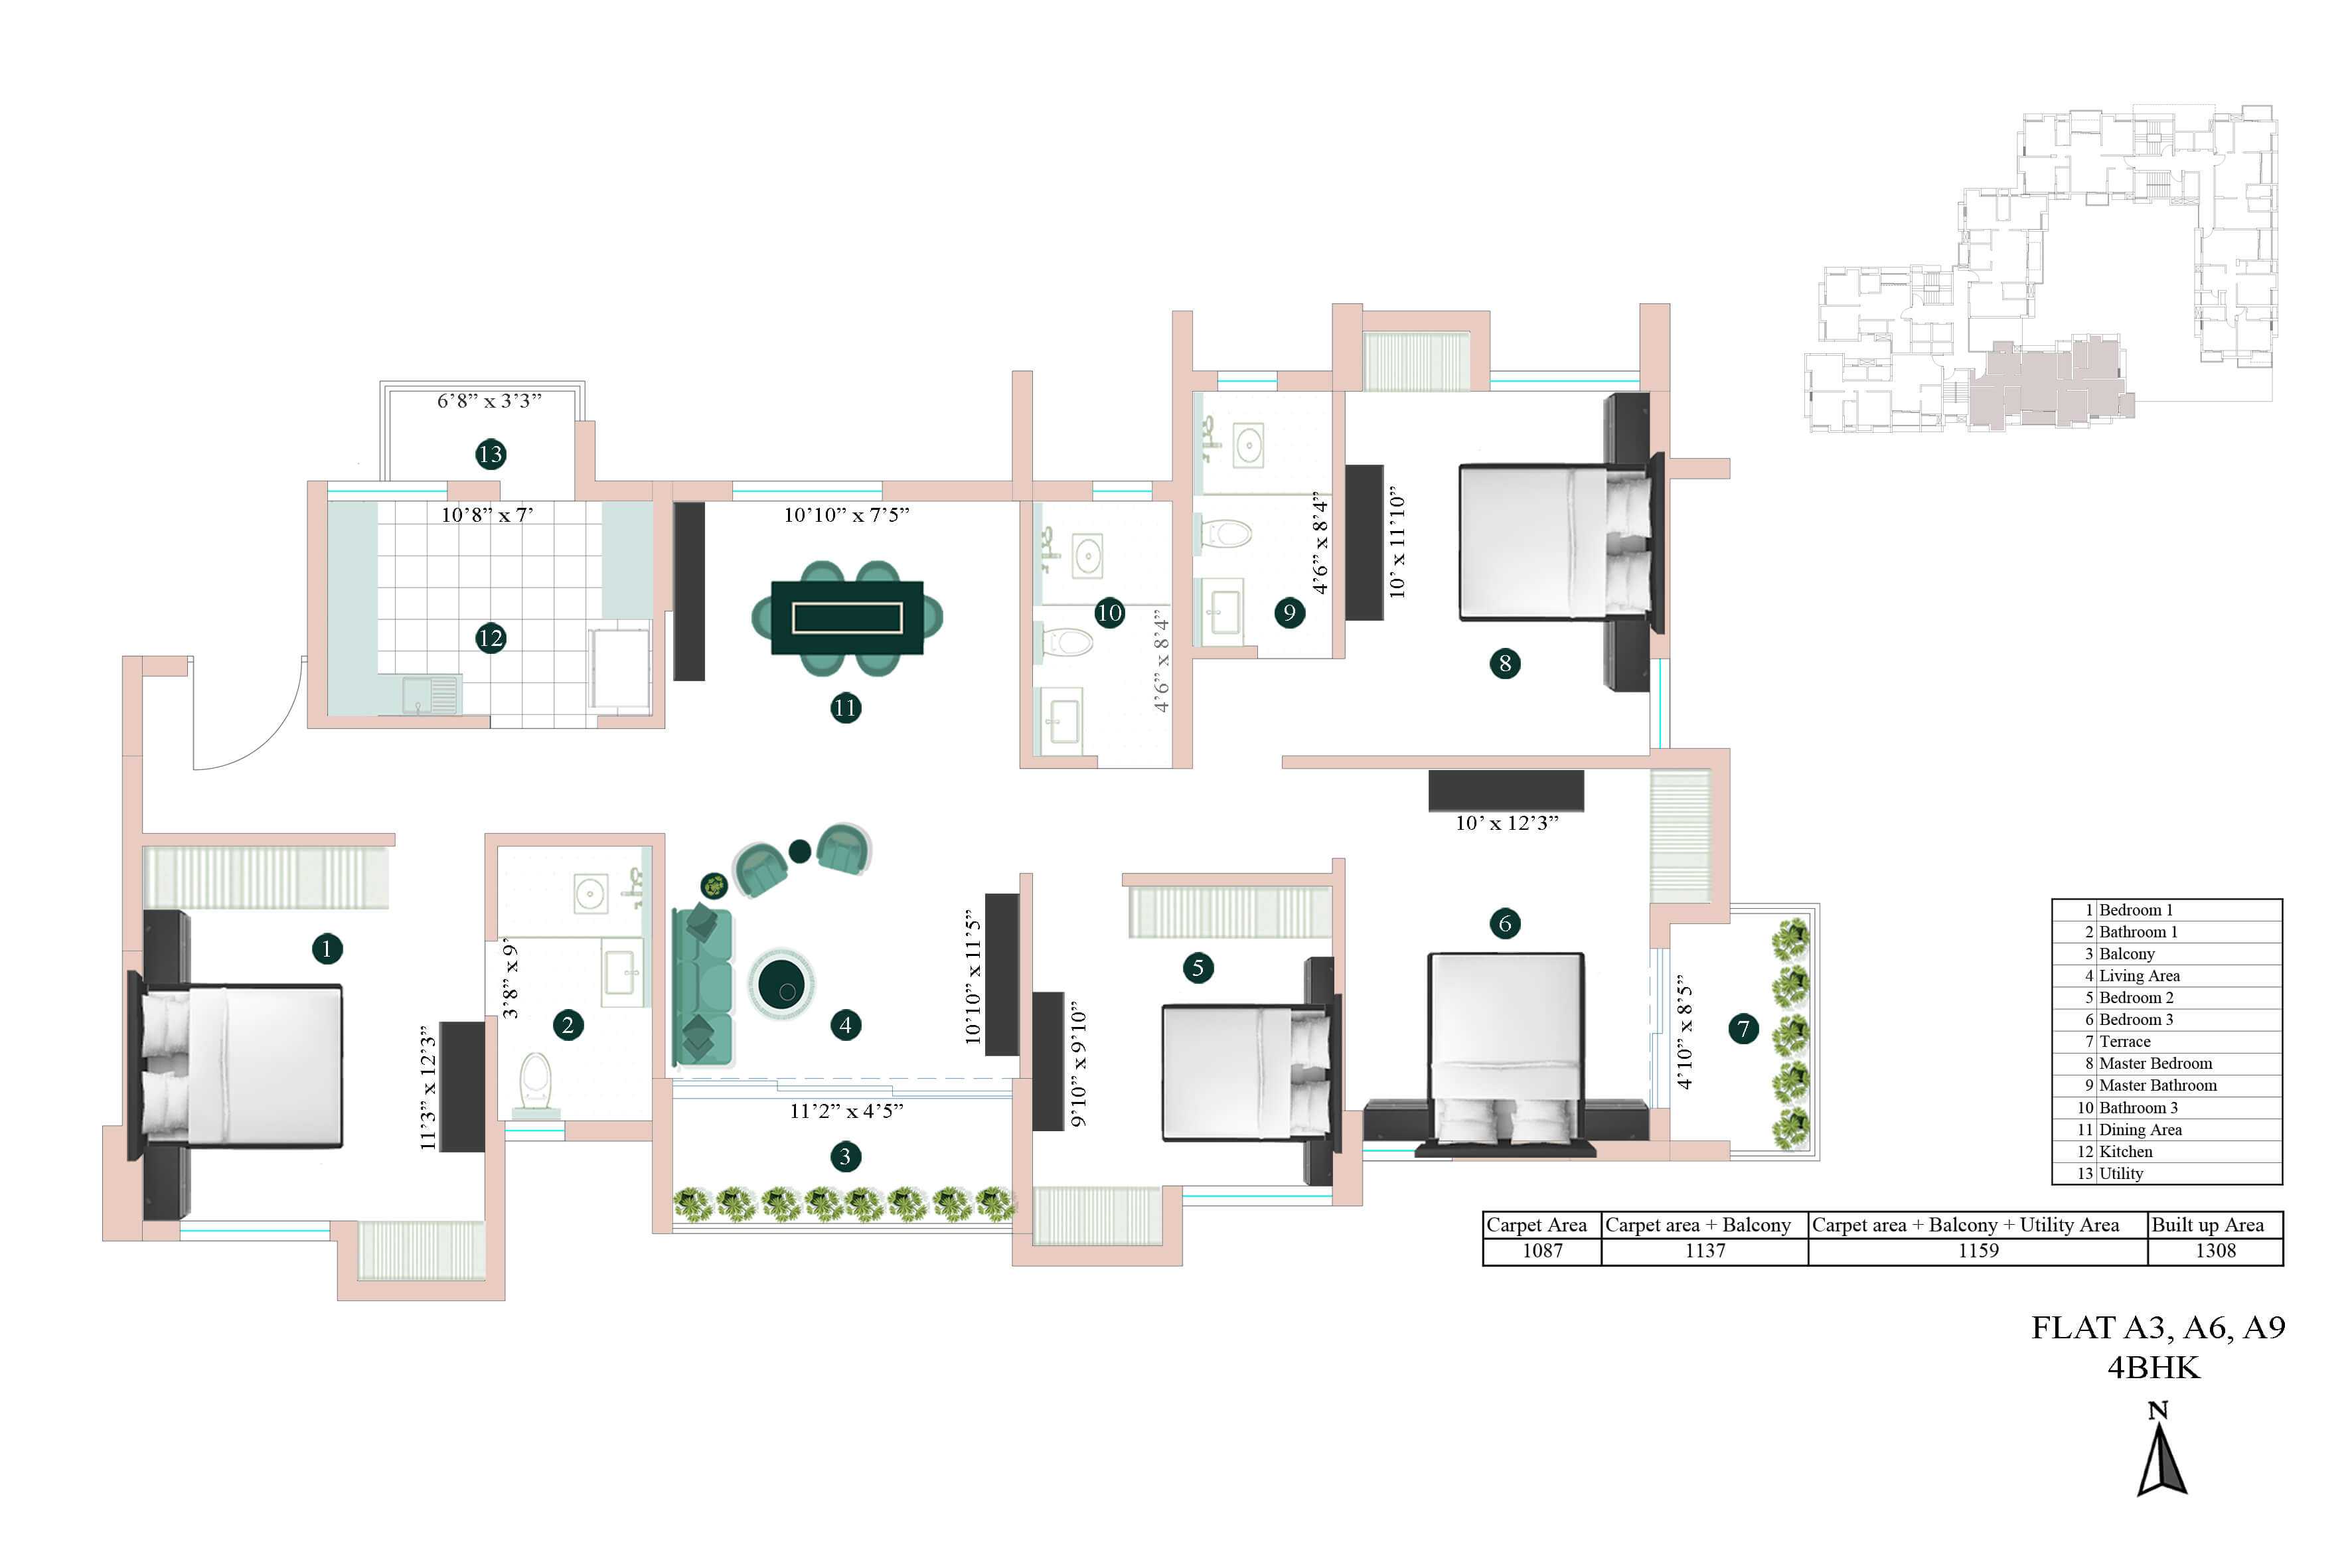 6’8” x 3’3”
13
10’8” x 7’
10’10” x 7’5”
4’6” x 8’4”
10’ x 11’10”
12
10
9
4’6” x 8’4”
8
11
10’ x 12’3”
1
3’8” x 9’
2
10’10” x 11’5”
4
5
6
11’3” x 12’3”
9’10” x 9’10”
4’10” x 8’5”
7
11’2” x 4’5”
3
1 Bedroom 1
2 Bathroom 1
3 Balcony
4 Living Area
5 Bedroom 2
6 Bedroom 3
7 Terrace
8 Master Bedroom
9 Master Bathroom
10 Bathroom 3
11 Dining Area
12 Kitchen
13 Utility
Carpet Area Carpet area + Balcony Carpet area + Balcony + Utility Area Built up Area
1087 1137 1159 1308
FLAT A3, A6, A9
4BHK
N